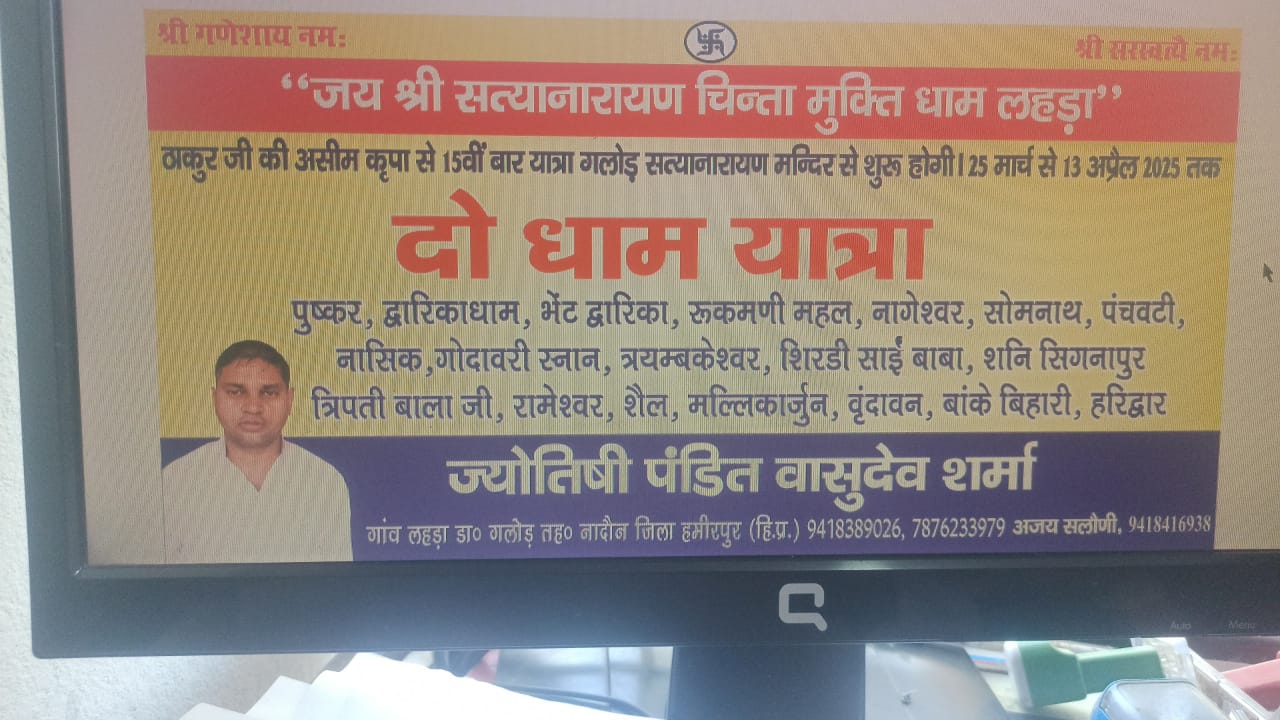 श्री गणेशाय नमः
श्री सरस्वत्यै नमः
“जय श्री सत्यानारायण चिन्ता मुक्ति धाम लहड़ा”
ठाकुर जी की असीम कृपा से 15वीं बार यात्रा गलोड़ सत्यानारायण मन्दिर से शुरू होगी। 25 मार्च से 13 अप्रैल 2025 तक
दो धाम यात्रा
पुष्कर, द्वारिकाधाम, भेंट द्वारिका, रूकमणी महल, नागेश्वर, सोमनाथ, पंचवटी,
नासिक,गोदावरी स्नान, त्रयम्बकेश्वर, शिरडी साईं बाबा, शनि सिगनापुर
त्रिपती बाला जी, रामेश्वर, शैल, मल्लिकार्जुन, वृंदावन, बांके बिहारी, हरिद्वार
ज्योतिषी पंडित वासुदेव शर्मा
गांव लहड़ा डा० गलोड़ तह० नादौन जिला हमीरपुर (हि.प्र.) 9418389026, 7876233979 अजय सलौणी, 9418416938
Auto Menu